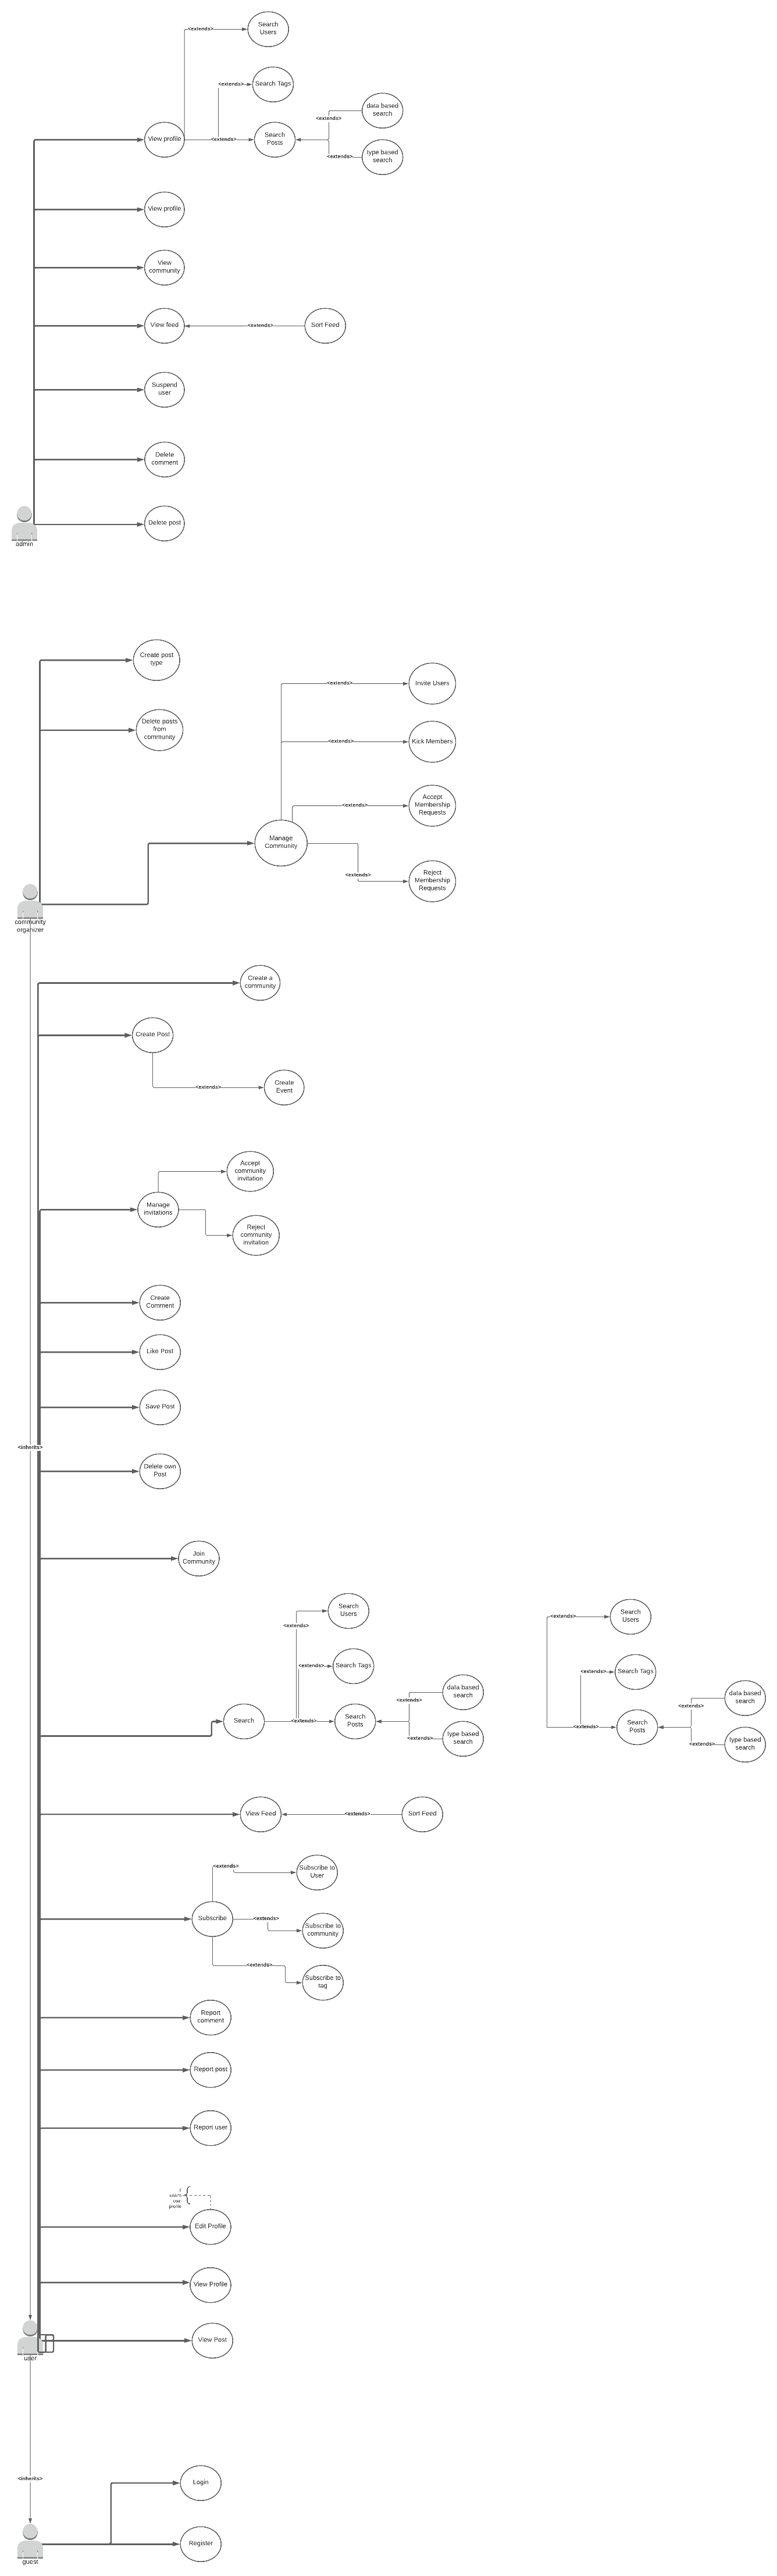 Search
Users
<extends>
Search Tags
<extends>
data based
search
<extends>
View profile
<extends>
Search
Posts
type based
search
<extends>
View profile
View
community
View feed
<extends>
Sort Feed
Suspend
user
Delete
comment
Delete post
admin
Create post
type
Invite Users
<extends>
Delete posts
from
community
Kick Members
<extends>
Accept
Membership
Requests
<extends>
Manage
Community
Reject
Membership
Requests
<extends>
community
organizer
Create a
community
Create Post
<extends>
Create
Event
Accept
community
invitation
Manage
invitations
Reject
community
invitation
Create
Comment
Like Post
Save Post
<inherits>
Delete own
Post
Join
Community
Search
Users
<extends>
<extends>
Search Tags
data based
search
<extends>
Search
<extends>
Search
Posts
type based
search
<extends>
<extends>
Search
Users
<extends>
Search Tags
data based
search
<extends>
<extends>
Search
Posts
type based
search
<extends>
View Feed
<extends>
Sort Feed
<extends>
Subscribe to
User
Subscribe
<extends>
Subscribe to
community
<extends>
Subscribe to
tag
Report
comment
Report post
Report user
profile
Edit Profile
View Profile
View Post
user
<inherits>
Login
Register
guest